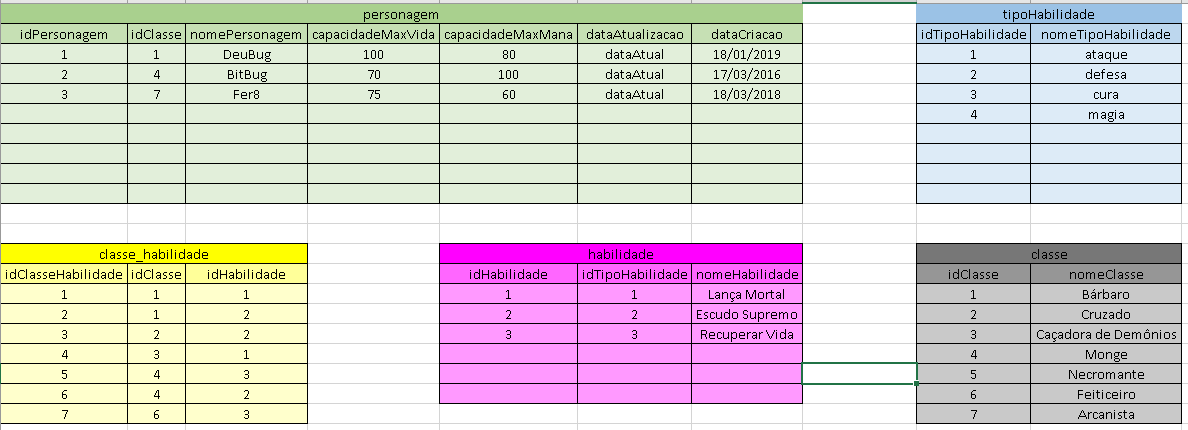 personagem tipoHabilidade
idPersonagem idClasse nomePersonagem capacidadeMaxVida capacidadeMaxMana dataAtualizacao dataCriacao idTipoHabilidade nomeTipoHabilidade
1 1 DeuBug 100 80 dataAtual 18/01/2019 1 ataque
2 4 BitBug 70 100 dataAtual 17/03/2016 2 defesa
3 7 Fer8 75 60 dataAtual 18/03/2018 3 cura
4 magia
classe_habilidade habilidade classe
idClasseHabilidade idClasse idHabilidade idHabilidade idTipoHabilidade nomeHabilidade idClasse nomeClasse
1 1 1 1 1 Lança Mortal 1 Bárbaro
2 1 2 2 2 Escudo Supremo 2 Cruzado
3 2 2 3 3 Recuperar Vida 3 Caçadora de Demônios
4 3 1 4 Monge
5 4 3 5 Necromante
6 4 2 6 Feiticeiro
7 6 3 7 Arcanista